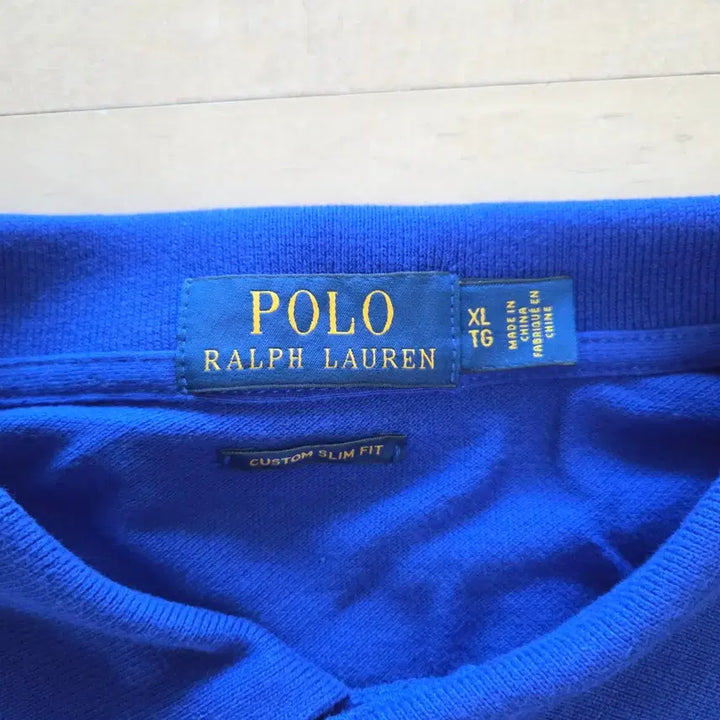 POLO
RALPH LAUREN
XL
TG
MADE IN
CHINA
FABRIQUÉ EN
CHINE
CUSTOM SLIM FIT